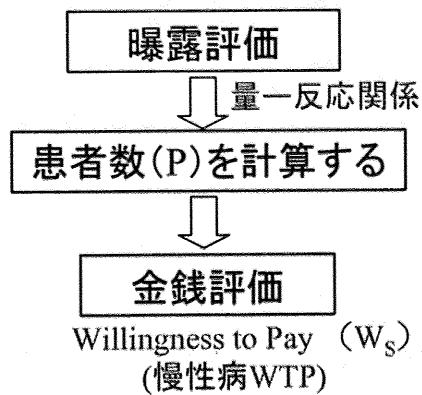 曝露評価
量ー反応関係
患者数(P)を計算する
金銭評価
Willingness to Pay （Ws）
(慢性病WTP)